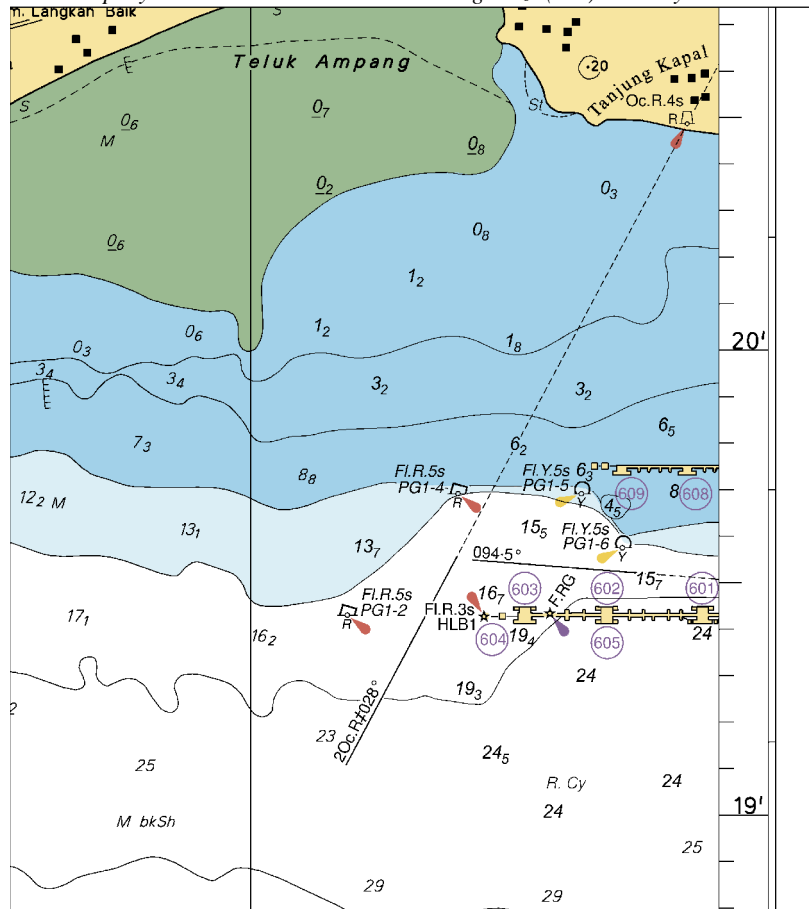 m. Langkan Baik
S
Teluk Ampang
20
Tanjung Kapal
Oc.R.4s
R
S
St
0₆
0₇
M
0₈
0₂
0₃
0₆
0₈
1₂
0₆
1₂
1₈
20'
0₃
3₄
3₄
3₂
3₂
6₅
7₃
6₂
8₈
Fl.R.5s
PG1-4
R
Fl.Y.5s
PG1-5
Y
6₃
609
8
608
4₅
12₂ M
13₁
13₇
15₅
Fl.Y.5s
PG1-6
Y
094·5°
15₇
Fl.R.5s
PG1-2
R
16₇
603
F.RG
602
601
Fl.R.3s
HLB1
17₁
16₂
604
19₄
605
24
19₃
24
2Oc.R≠028°
23
24₅
25
R. Cy
24
24
19'
M bkSh
25
29
29